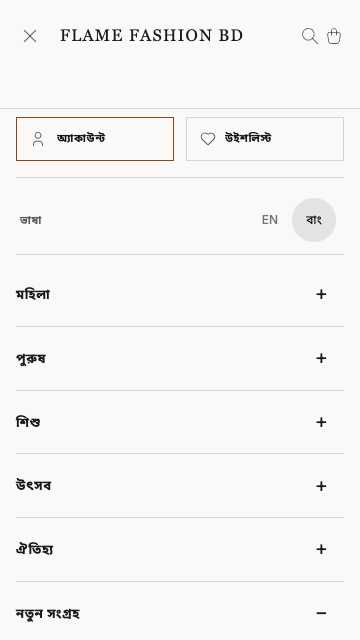 FLAME FASHION BD
অ্যাকাউন্ট
উইশলিস্ট
ভাষা EN বাং
মহিলা +
পুরুষ +
শিশু +
উৎসব +
ঐতিহ্য +
নতুন সংগ্রহ −